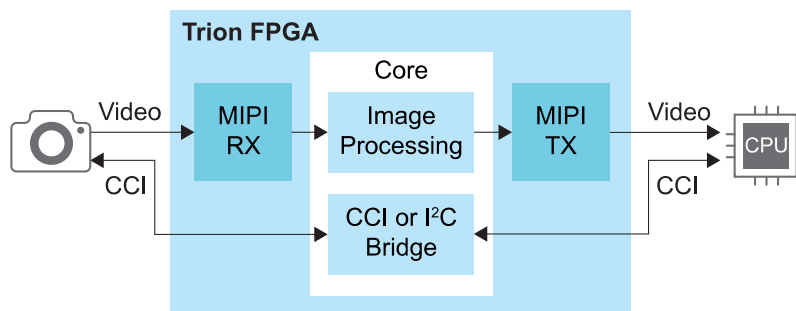 Trion FPGA
Core
Video
MIPI
RX
Image
Processing
MIPI
TX
Video
CPU
CCI
CCI or I²C
Bridge
CCI